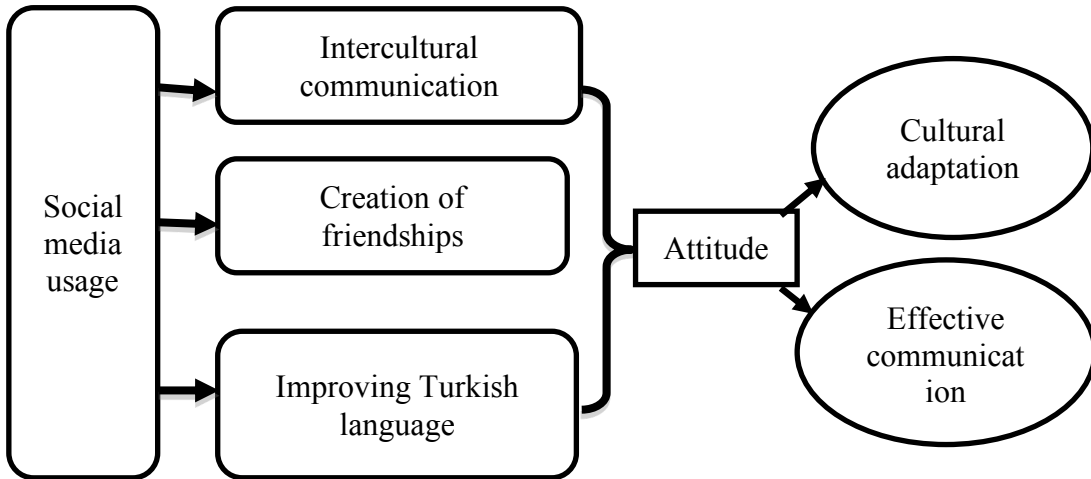 Social
media
usage
Intercultural
communication
Creation of
friendships
Improving Turkish
language
Attitude
Cultural
adaptation
Effective
communicat
ion